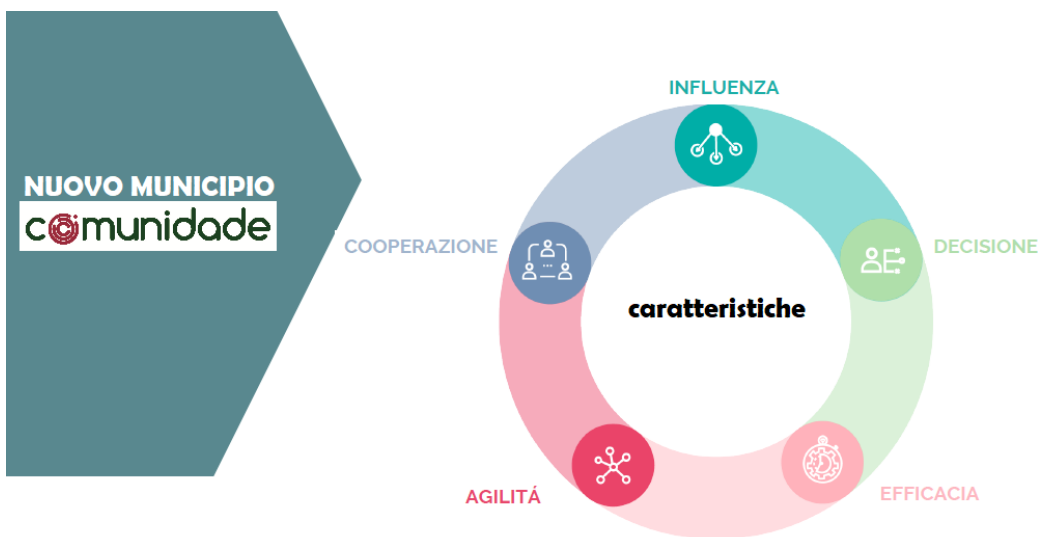 NUOVO MUNICIPIO
comunidade
INFLUENZA
COOPERAZIONE
DECISIONE
caratteristiche
AGILITÁ
EFFICACIA